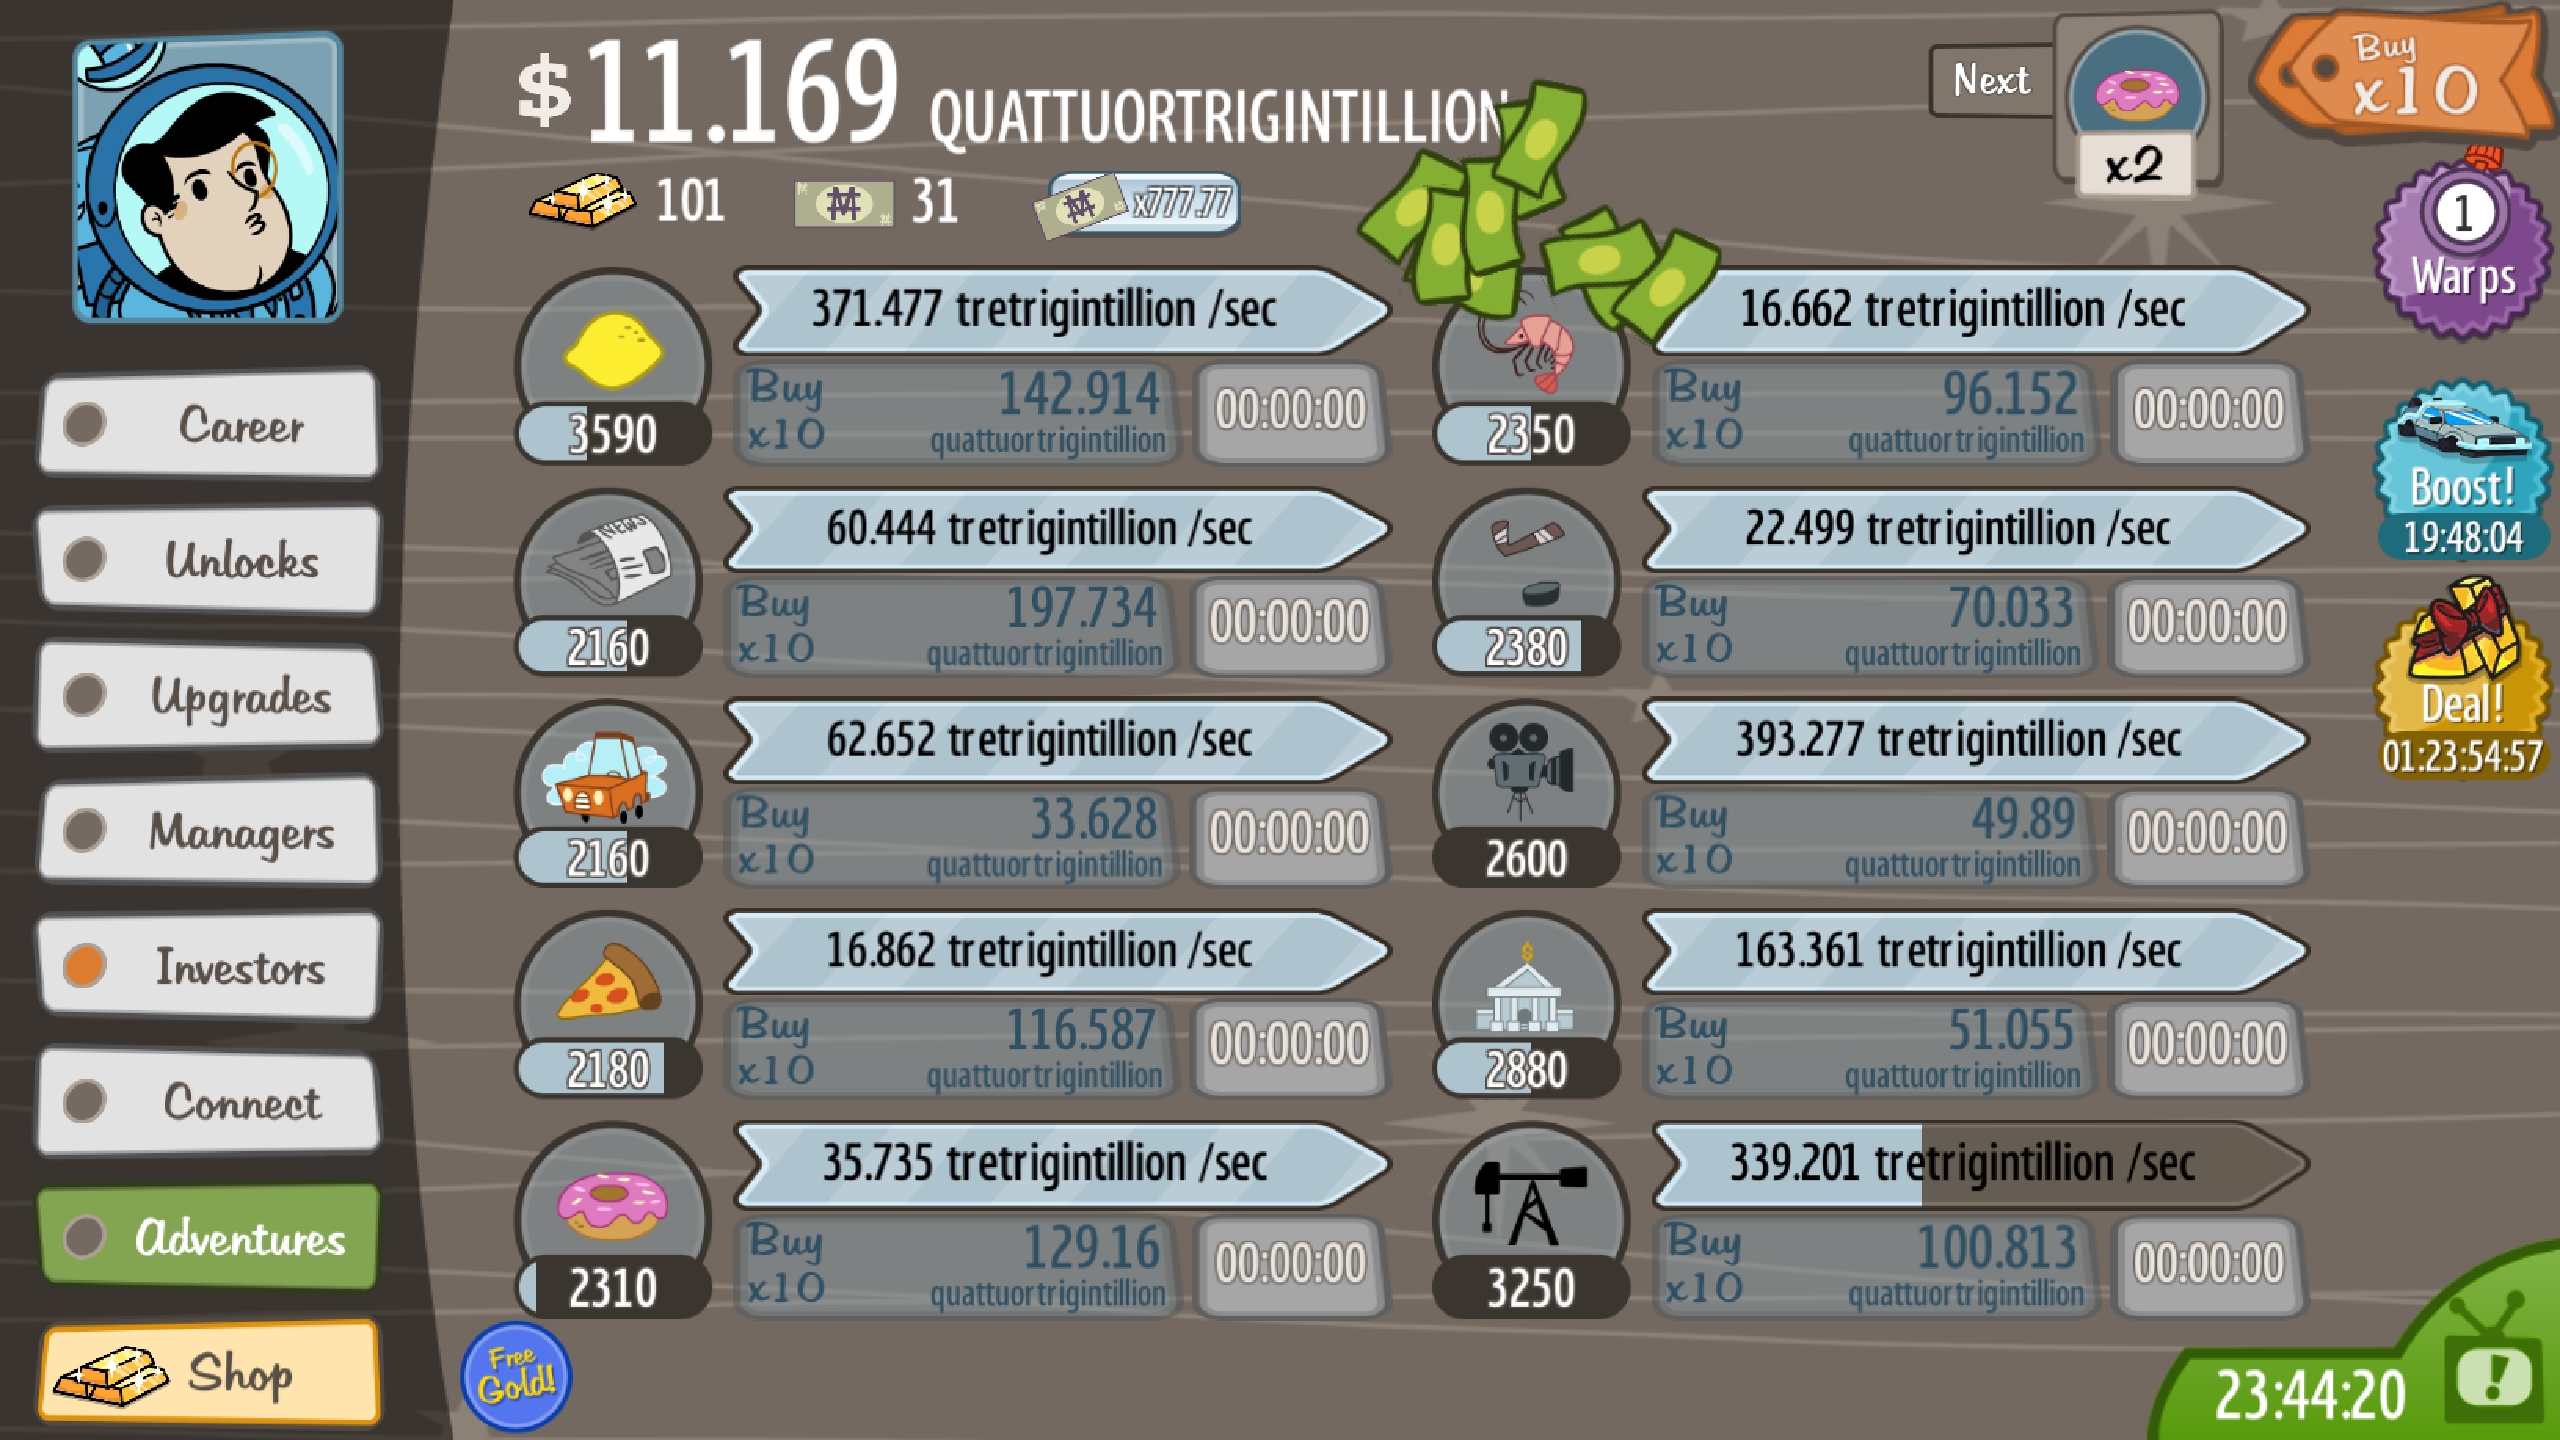 $11.169 QUATTUORTRIGINTILLION
101
31
x777.77
Next
x2
Buy
x10
1
Warps
Boost!
19:48:04
Deal!
01:23:54:57
Career
Unlocks
Upgrades
Managers
Investors
Connect
Adventures
Shop
371.477 tretrigintillion /sec
3590
Buy
x10
142.914
quattuortrigintillion
00:00:00
NEWS
60.444 tretrigintillion /sec
2160
Buy
x10
197.734
quattuortrigintillion
00:00:00
62.652 tretrigintillion /sec
2160
Buy
x10
33.628
quattuortrigintillion
00:00:00
16.862 tretrigintillion /sec
2180
Buy
x10
116.587
quattuortrigintillion
00:00:00
35.735 tretrigintillion /sec
2310
Buy
x10
129.16
quattuortrigintillion
00:00:00
16.662 tretrigintillion /sec
2350
Buy
x10
96.152
quattuortrigintillion
00:00:00
22.499 tretrigintillion /sec
2380
Buy
x10
70.033
quattuortrigintillion
00:00:00
393.277 tretrigintillion /sec
2600
Buy
x10
49.89
quattuortrigintillion
00:00:00
163.361 tretrigintillion /sec
2880
Buy
x10
51.055
quattuortrigintillion
00:00:00
339.201 tretrigintillion /sec
3250
Buy
x10
100.813
quattuortrigintillion
00:00:00
Free
Gold!
23:44:20
!